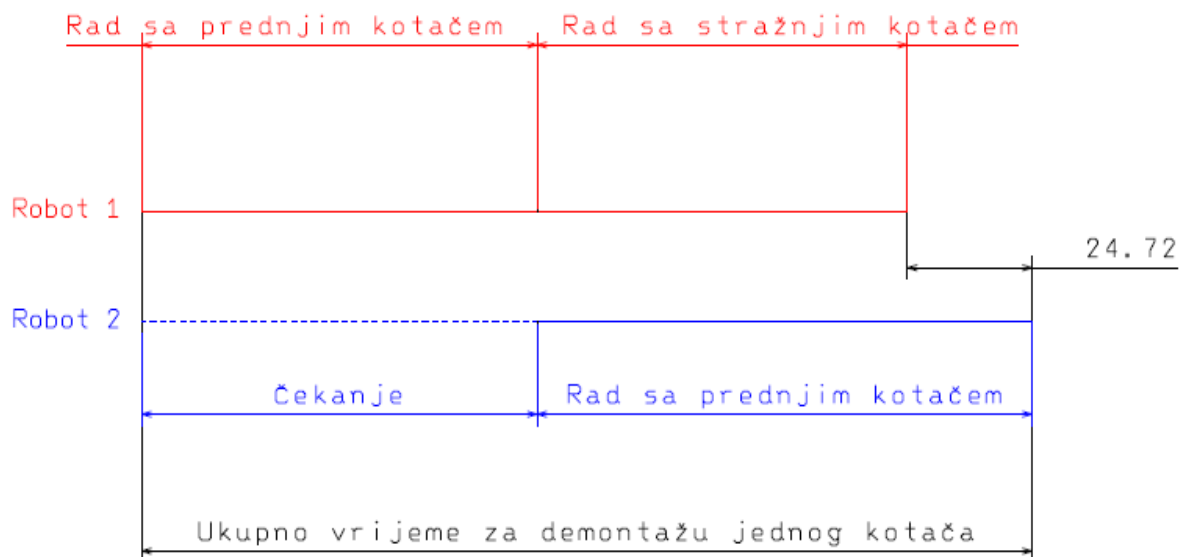 Rad sa prednjim kotačem
Rad sa stražnjim kotačem
Robot 1
24.72
Robot 2
Čekanje
Rad sa prednjim kotačem
Ukupno vrijeme za demontažu jednog kotača